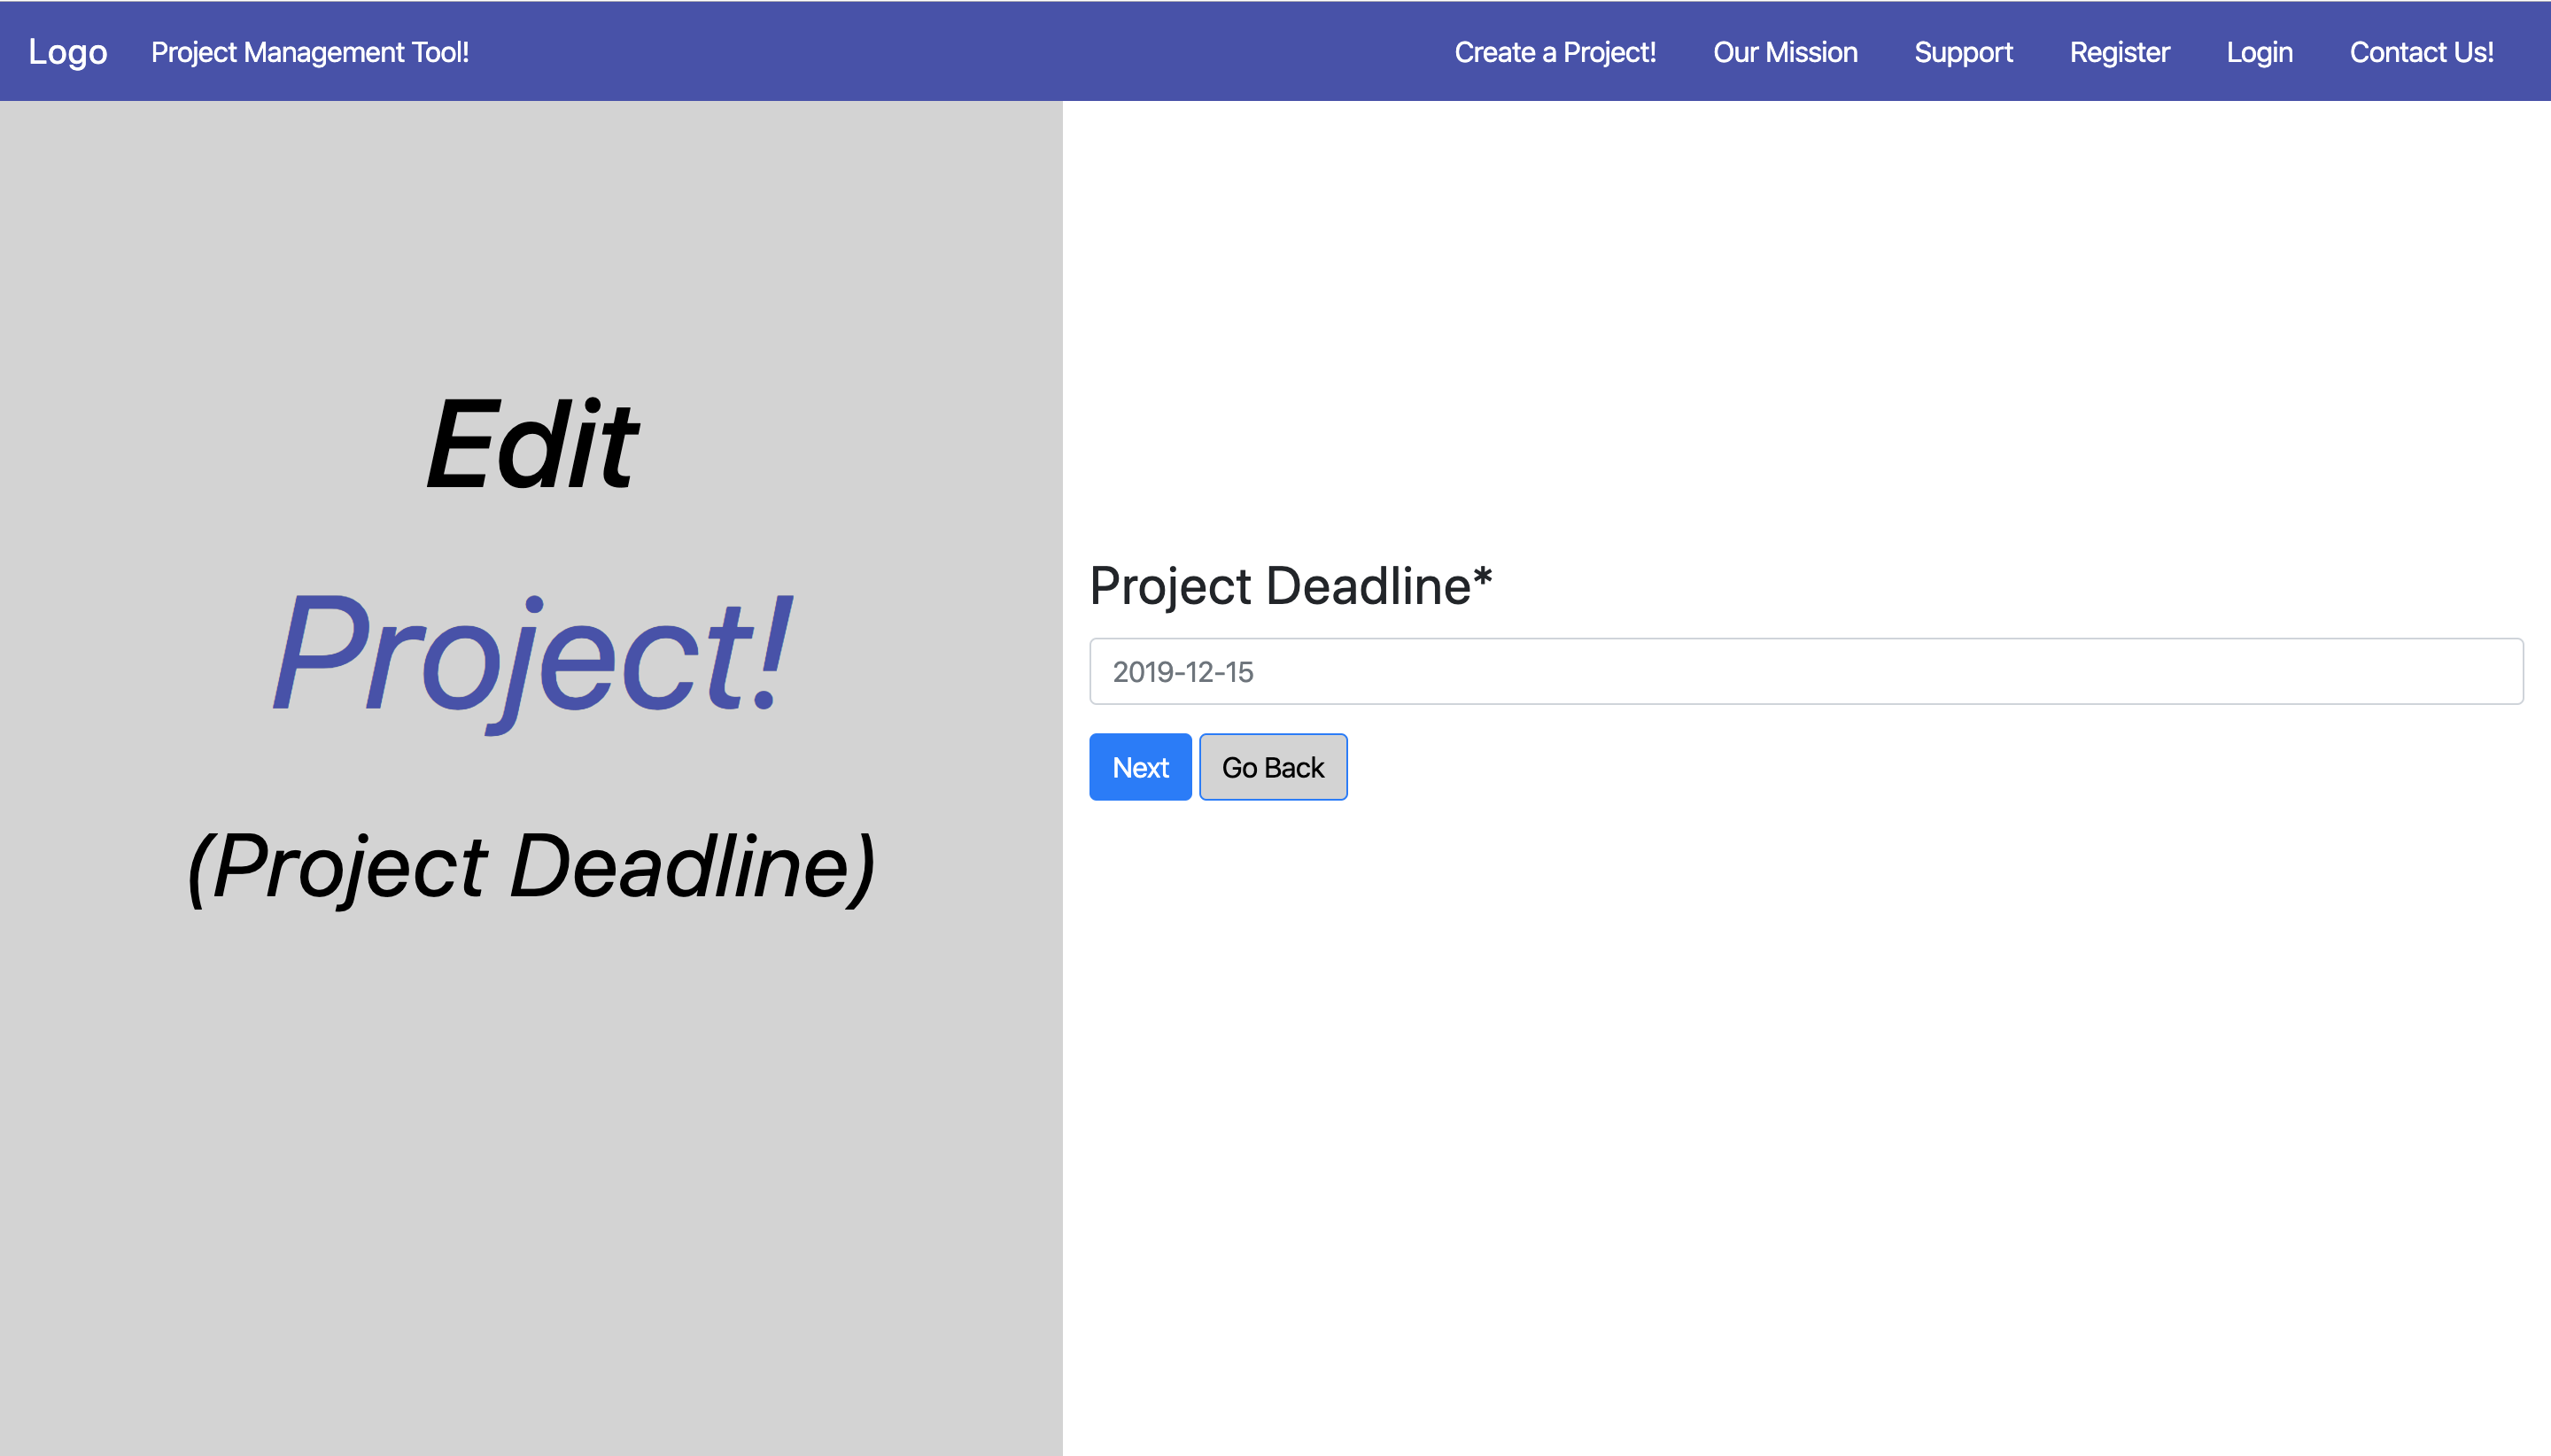 Logo Project Management Tool! Create a Project! Our Mission Support Register Login Contact Us!
Edit
Project!
(Project Deadline)
Project Deadline*
2019-12-15
Next Go Back